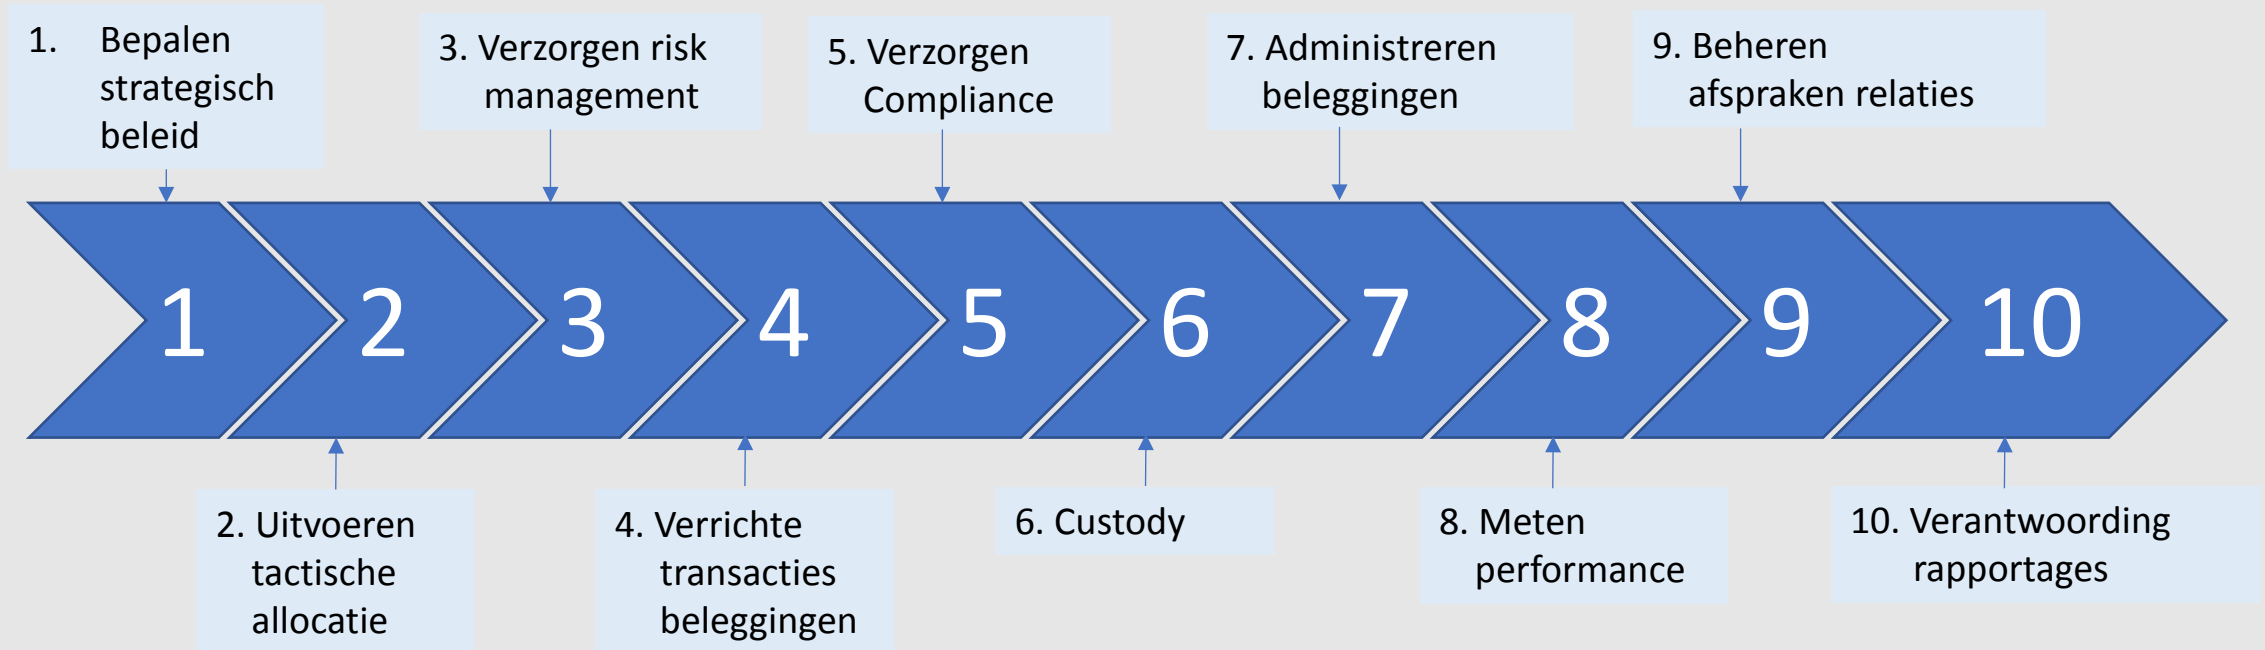 1. Bepalen
strategisch
beleid
3. Verzorgen risk
management
5. Verzorgen
Compliance
7. Administreren
beleggingen
9. Beheren
afspraken relaties
1 2 3 4 5 6 7 8 9 10
2. Uitvoeren
tactische
allocatie
4. Verrichte
transacties
beleggingen
6. Custody
8. Meten
performance
10. Verantwoording
rapportages